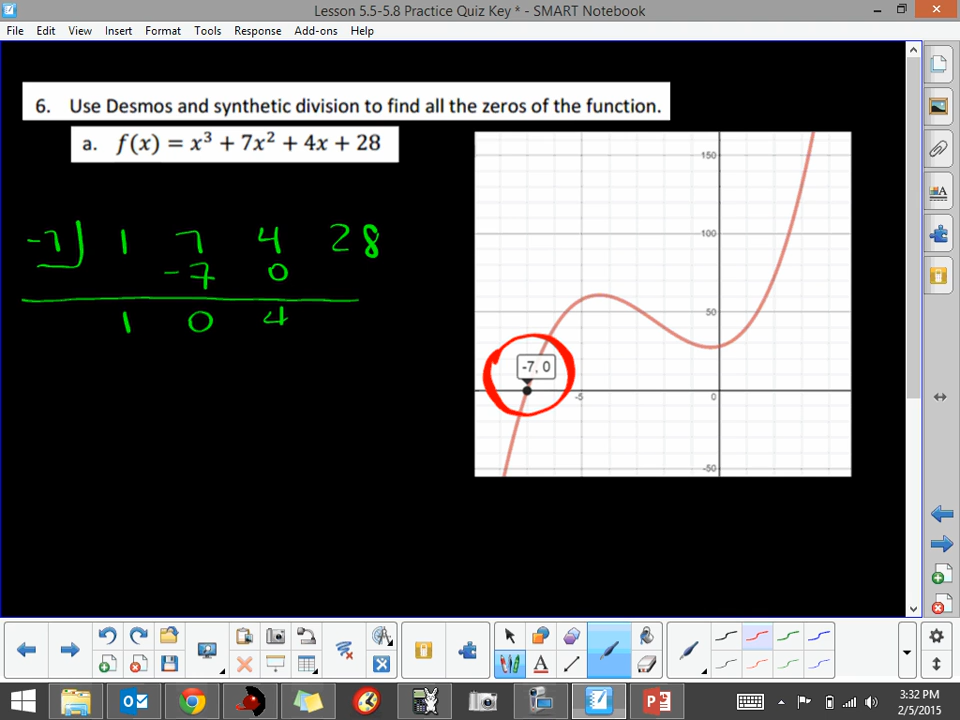 Lesson 5.5-5.8 Practice Quiz Key * - SMART Notebook
File Edit View Insert Format Tools Response Add-ons Help
6. Use Desmos and synthetic division to find all the zeros of the function.
a. f(x) = x³ + 7x² + 4x + 28
-7 1 7 4 28
-7 0
1 0 4
150
100
50
-7, 0
-5 0
-50
3:32 PM
2/5/2015